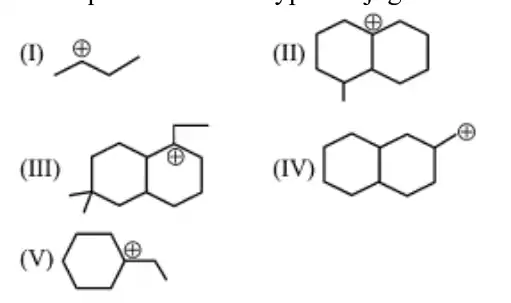 (I) ⊕ (II) ⊕
(III) ⊕ (IV) ⊕
(V) ⊕